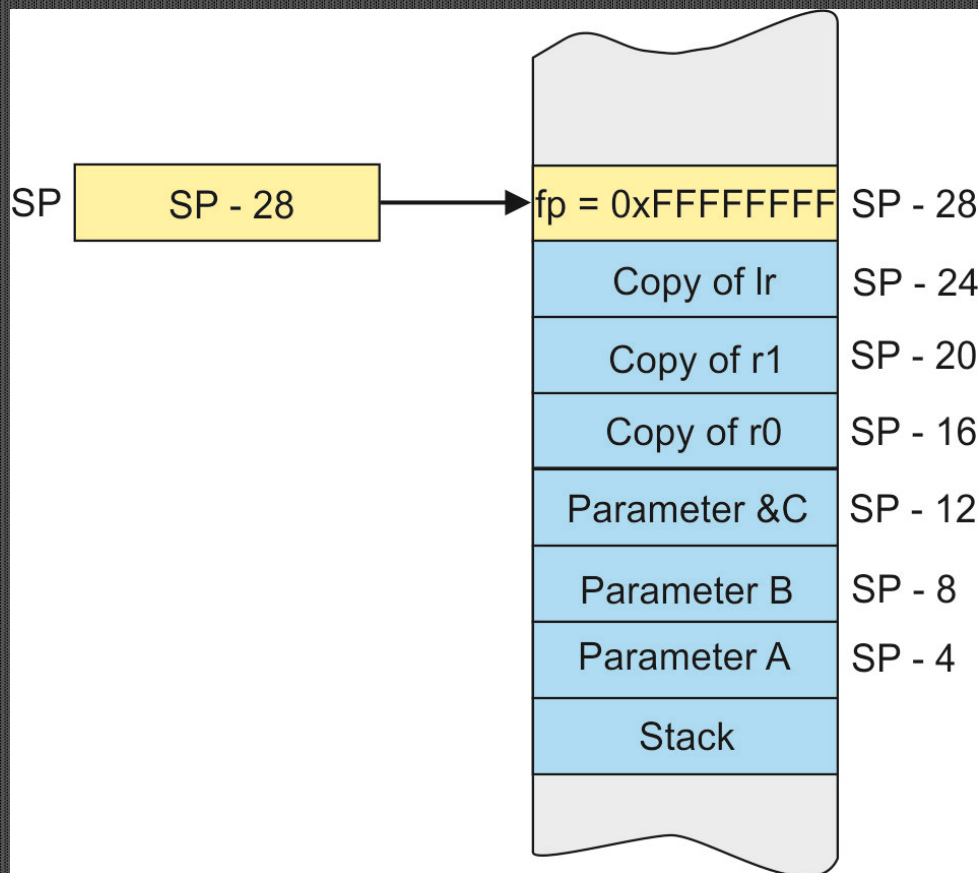 SP
SP - 28
fp = 0xFFFFFFFF
SP - 28
Copy of lr
SP - 24
Copy of r1
SP - 20
Copy of r0
SP - 16
Parameter &C
SP - 12
Parameter B
SP - 8
Parameter A
SP - 4
Stack